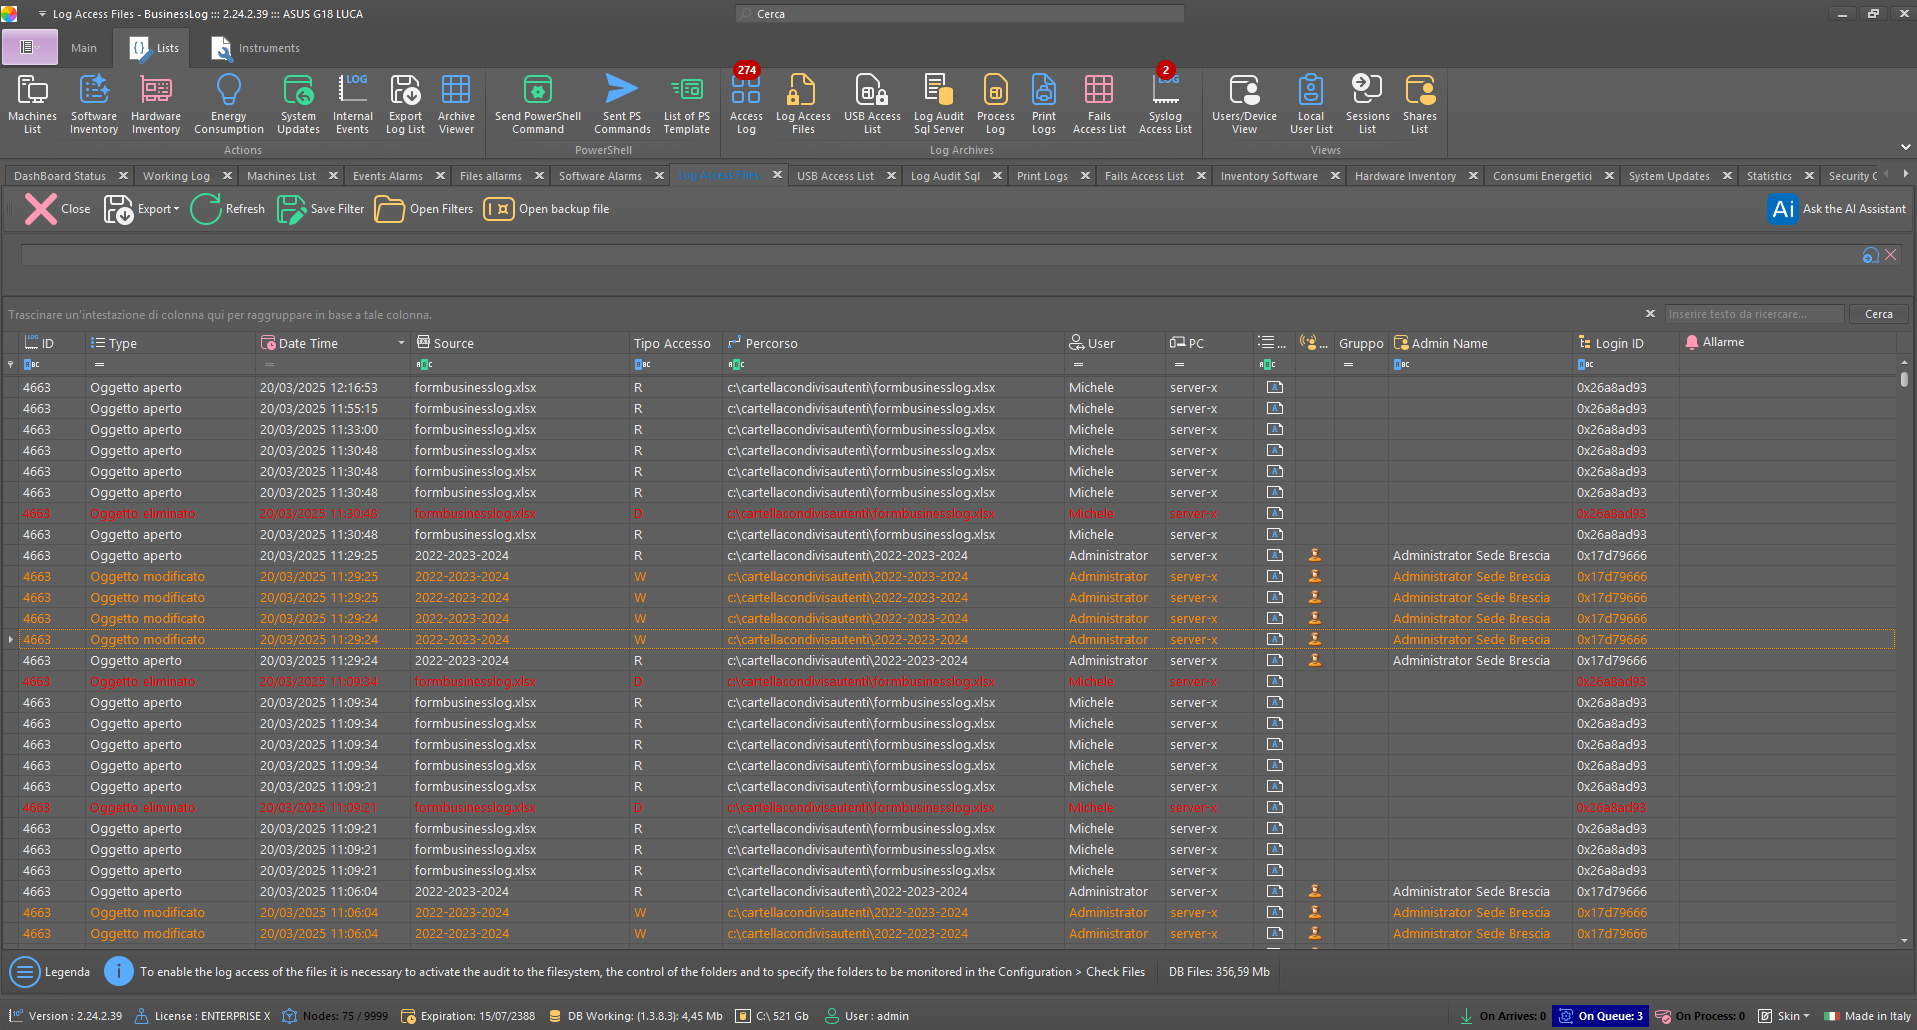 Log Access Files - BusinessLog ::: 2.24.2.39 ::: ASUS G18 LUCA
Cerca
Main
Lists
Instruments
Machines List
Software Inventory
Hardware Inventory
Energy Consumption
System Updates
LOG Internal Events
Export Log List
Archive Viewer
Send PowerShell Command
Sent PS Commands
List of PS Template
274 Access Log
Log Access Files
USB Access List
Log Audit Sql Server
Process Log
Print Logs
Fails Access List
2 LOG Syslog Access List
Users/Device View
Local User List
Sessions List
Shares List
Actions
PowerShell
Log Archives
Views
DashBoard Status
Working Log
Machines List
Events Alarms
Files allarms
Software Alarms
Log Access Files
USB Access List
Log Audit Sql
Print Logs
Fails Access List
Inventory Software
Hardware Inventory
Consumi Energetici
System Updates
Statistics
Security C
Close
Export
Refresh
Save Filter
Open Filters
Open backup file
Ai Ask the AI Assistant
Trascinare un'intestazione di colonna qui per raggruppare in base a tale colonna.
Inserire testo da ricercare...
Cerca
ID Type Date Time Source Tipo Accesso Percorso User PC ... ... Gruppo Admin Name Login ID Allarme
4663 Oggetto aperto 20/03/2025 12:16:53 formbusinesslog.xlsx R c:\cartellacondivisautenti\formbusinesslog.xlsx Michele server-x 0x26a8ad93
4663 Oggetto aperto 20/03/2025 11:55:15 formbusinesslog.xlsx R c:\cartellacondivisautenti\formbusinesslog.xlsx Michele server-x 0x26a8ad93
4663 Oggetto aperto 20/03/2025 11:33:00 formbusinesslog.xlsx R c:\cartellacondivisautenti\formbusinesslog.xlsx Michele server-x 0x26a8ad93
4663 Oggetto aperto 20/03/2025 11:30:48 formbusinesslog.xlsx R c:\cartellacondivisautenti\formbusinesslog.xlsx Michele server-x 0x26a8ad93
4663 Oggetto aperto 20/03/2025 11:30:48 formbusinesslog.xlsx R c:\cartellacondivisautenti\formbusinesslog.xlsx Michele server-x 0x26a8ad93
4663 Oggetto aperto 20/03/2025 11:30:48 formbusinesslog.xlsx R c:\cartellacondivisautenti\formbusinesslog.xlsx Michele server-x 0x26a8ad93
4663 Oggetto eliminato 20/03/2025 11:30:48 formbusinesslog.xlsx D c:\cartellacondivisautenti\formbusinesslog.xlsx Michele server-x 0x26a8ad93
4663 Oggetto aperto 20/03/2025 11:30:48 formbusinesslog.xlsx R c:\cartellacondivisautenti\formbusinesslog.xlsx Michele server-x 0x26a8ad93
4663 Oggetto aperto 20/03/2025 11:29:25 2022-2023-2024 R c:\cartellacondivisautenti\2022-2023-2024 Administrator server-x Administrator Sede Brescia 0x17d79666
4663 Oggetto modificato 20/03/2025 11:29:25 2022-2023-2024 W c:\cartellacondivisautenti\2022-2023-2024 Administrator server-x Administrator Sede Brescia 0x17d79666
4663 Oggetto modificato 20/03/2025 11:29:25 2022-2023-2024 W c:\cartellacondivisautenti\2022-2023-2024 Administrator server-x Administrator Sede Brescia 0x17d79666
4663 Oggetto modificato 20/03/2025 11:29:24 2022-2023-2024 W c:\cartellacondivisautenti\2022-2023-2024 Administrator server-x Administrator Sede Brescia 0x17d79666
4663 Oggetto modificato 20/03/2025 11:29:24 2022-2023-2024 W c:\cartellacondivisautenti\2022-2023-2024 Administrator server-x Administrator Sede Brescia 0x17d79666
4663 Oggetto aperto 20/03/2025 11:29:24 2022-2023-2024 R c:\cartellacondivisautenti\2022-2023-2024 Administrator server-x Administrator Sede Brescia 0x17d79666
4663 Oggetto eliminato 20/03/2025 11:09:34 formbusinesslog.xlsx D c:\cartellacondivisautenti\formbusinesslog.xlsx Michele server-x 0x26a8ad93
4663 Oggetto aperto 20/03/2025 11:09:34 formbusinesslog.xlsx R c:\cartellacondivisautenti\formbusinesslog.xlsx Michele server-x 0x26a8ad93
4663 Oggetto aperto 20/03/2025 11:09:34 formbusinesslog.xlsx R c:\cartellacondivisautenti\formbusinesslog.xlsx Michele server-x 0x26a8ad93
4663 Oggetto aperto 20/03/2025 11:09:34 formbusinesslog.xlsx R c:\cartellacondivisautenti\formbusinesslog.xlsx Michele server-x 0x26a8ad93
4663 Oggetto aperto 20/03/2025 11:09:34 formbusinesslog.xlsx R c:\cartellacondivisautenti\formbusinesslog.xlsx Michele server-x 0x26a8ad93
4663 Oggetto aperto 20/03/2025 11:09:21 formbusinesslog.xlsx R c:\cartellacondivisautenti\formbusinesslog.xlsx Michele server-x 0x26a8ad93
4663 Oggetto eliminato 20/03/2025 11:09:21 formbusinesslog.xlsx D c:\cartellacondivisautenti\formbusinesslog.xlsx Michele server-x 0x26a8ad93
4663 Oggetto aperto 20/03/2025 11:09:21 formbusinesslog.xlsx R c:\cartellacondivisautenti\formbusinesslog.xlsx Michele server-x 0x26a8ad93
4663 Oggetto aperto 20/03/2025 11:09:21 formbusinesslog.xlsx R c:\cartellacondivisautenti\formbusinesslog.xlsx Michele server-x 0x26a8ad93
4663 Oggetto aperto 20/03/2025 11:09:21 formbusinesslog.xlsx R c:\cartellacondivisautenti\formbusinesslog.xlsx Michele server-x 0x26a8ad93
4663 Oggetto aperto 20/03/2025 11:06:04 2022-2023-2024 R c:\cartellacondivisautenti\2022-2023-2024 Administrator server-x Administrator Sede Brescia 0x17d79666
4663 Oggetto modificato 20/03/2025 11:06:04 2022-2023-2024 W c:\cartellacondivisautenti\2022-2023-2024 Administrator server-x Administrator Sede Brescia 0x17d79666
4663 Oggetto modificato 20/03/2025 11:06:04 2022-2023-2024 W c:\cartellacondivisautenti\2022-2023-2024 Administrator server-x Administrator Sede Brescia 0x17d79666
Legenda
To enable the log access of the files it is necessary to activate the audit to the filesystem, the control of the folders and to specify the folders to be monitored in the Configuration > Check Files
DB Files: 356,59 Mb
Version : 2.24.2.39
License : ENTERPRISE X
Nodes: 75 / 9999
Expiration: 15/07/2388
DB Working: (1.3.8.3): 4,45 Mb
C:\ 521 Gb
User : admin
On Arrives: 0
On Queue: 3
On Process: 0
Skin
Made in Italy